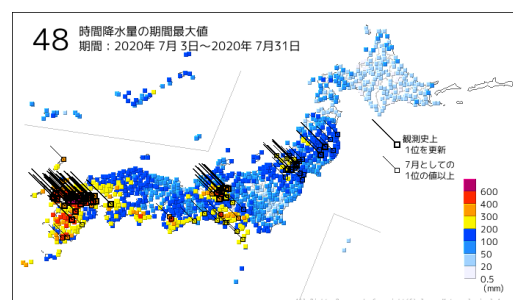 48 時間降水量の期間最大値
期間：2020年 7月 3日～2020年 7月31日
観測史上
1位を更新
7月としての
1位の値以上
600
400
300
200
100
50
20
0.5
(mm)